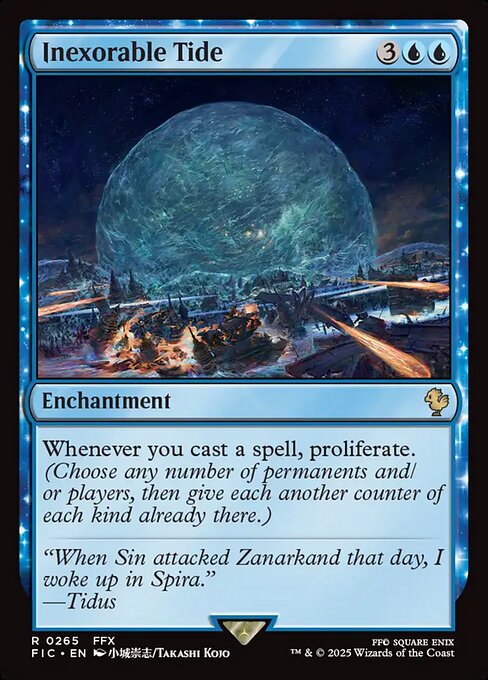 Inexorable Tide 3
Enchantment
Whenever you cast a spell, proliferate.
(Choose any number of permanents and/
or players, then give each another counter of
each kind already there.)
“When Sin attacked Zanarkand that day, I
woke up in Spira.”
—Tidus
R 0265 FFX FF© SQUARE ENIX
FIC • EN 小城崇志/Takashi Kojo ™ & © 2025 Wizards of the Coast